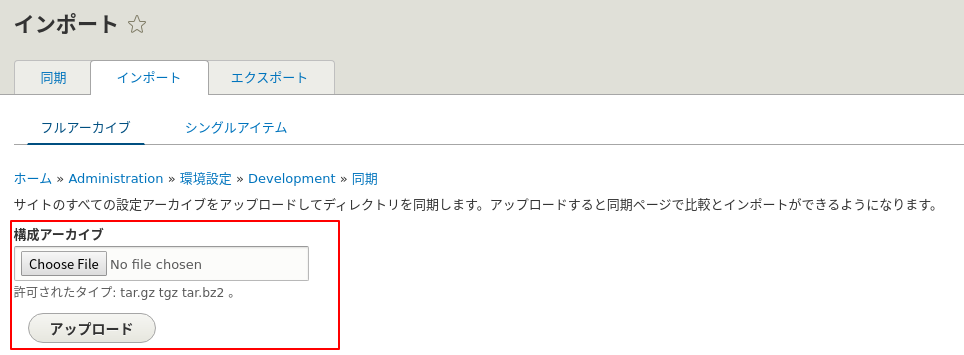 インポート
同期 インポート エクスポート
フルアーカイブ シングルアイテム
ホーム » Administration » 環境設定 » Development » 同期
サイトのすべての設定アーカイブをアップロードしてディレクトリを同期します。アップロードすると同期ページで比較とインポートができるようになります。
構成アーカイブ
Choose File No file chosen
許可されたタイプ: tar.gz tgz tar.bz2 。
アップロード